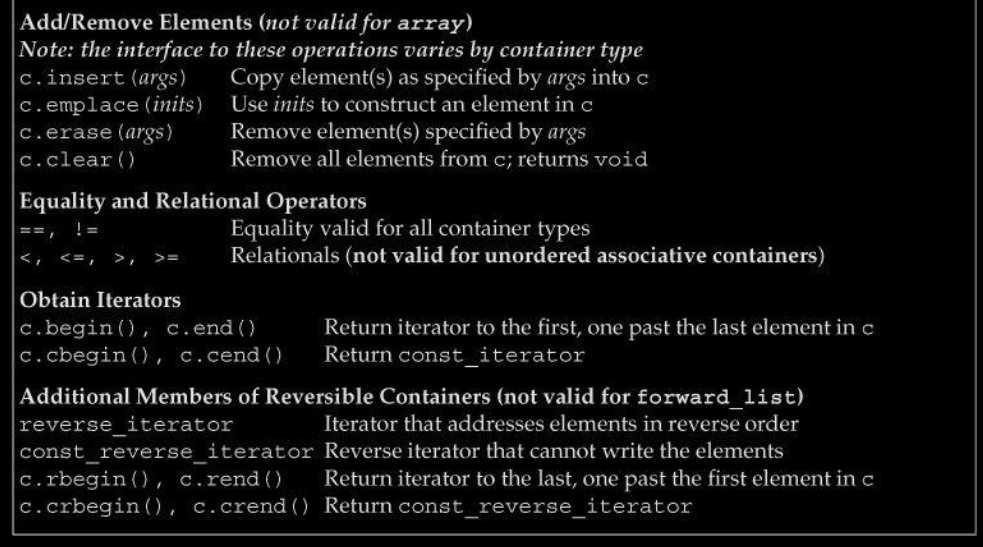 Add/Remove Elements (not valid for array)
Note: the interface to these operations varies by container type
c.insert(args) Copy element(s) as specified by args into c
c.emplace(inits) Use inits to construct an element in c
c.erase(args) Remove element(s) specified by args
c.clear() Remove all elements from c; returns void
Equality and Relational Operators
==, != Equality valid for all container types
<, <=, >, >= Relationals (not valid for unordered associative containers)
Obtain Iterators
c.begin(), c.end() Return iterator to the first, one past the last element in c
c.cbegin(), c.cend() Return const_iterator
Additional Members of Reversible Containers (not valid for forward_list)
reverse_iterator Iterator that addresses elements in reverse order
const_reverse_iterator Reverse iterator that cannot write the elements
c.rbegin(), c.rend() Return iterator to the last, one past the first element in c
c.crbegin(), c.crend() Return const_reverse_iterator